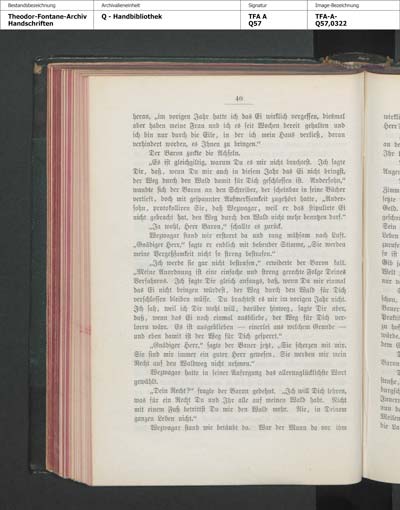 Bestandsbezeichnung
Archivalieneinheit
Signatur
Image-Bezeichnung
Theodor-Fontane-Archiv
Handschriften
Q - Handbibliothek
TFA A
Q57
TFA-A-
Q57,0322
40
heran, „im vorigen Jahr hatte ich das Ei wirklich vergessen, diesmal
aber haben meine Frau und ich es seit Wochen bereit gehalten und
ich bin nur durch die Eile, in der ich mein Haus verließ, daran
verhindert worden, es Ihnen zu bringen.“
Der Baron zuckte die Achseln.
„Es ist gleichgiltig, warum Du es mir nicht brachtest. Ich sagte
Dir, daß, wenn Du mir auch in diesem Jahr das Ei nicht bringst,
der Weg durch den Wald damit für Dich geschlossen ist. Andersohn,“
wandte sich der Baron an den Schreiber, der scheinbar in seine Bücher
vertieft, doch mit gespannter Aufmerksamkeit zugehört hatte, „Ander-
sohn, protokolliren Sie, daß Wezwagar, weil er das stipulirte Ei
nicht gebracht hat, den Weg durch den Wald nicht mehr benutzen darf.“
„Ja wohl, Herr Baron,“ schallte es zurück.
Wezwagar stand wie erstarrt da und rang mühsam nach Luft.
„Gnädiger Herr,“ sagte er endlich mit bebender Stimme, „Sie werden
meine Vergeßlichkeit nicht so streng bestrafen.“
„Ich werde sie gar nicht bestrafen,“ erwiderte der Baron kalt.
„Meine Anordnung ist eine einfache und streng gerechte Folge Deines
Verfahrens. Ich sagte Dir gleich anfangs, daß, wenn Du mir einmal
das Ei nicht bringen würdest, der Weg durch den Wald für Dich
verschlossen bleiben müsse. Du brachtest es mir im vorigen Jahr nicht.
Ich sah, weil ich Dir wohl will, darüber hinweg, sagte Dir aber,
daß, wenn das Ei noch einmal ausbliebe, der Weg für Dich ver-
loren wäre. Es ist ausgeblieben — einerlei aus welchem Grunde —
und eben damit ist der Weg für Dich gesperrt.“
„Gnädiger Herr,“ sagte der Bauer jetzt, „Sie scherzen mit mir.
Sie sind mir immer ein guter Herr gewesen. Sie werden mir mein
Recht auf den Waldweg nicht nehmen.“
Wezwagar hatte in seiner Aufregung das allerunglücklichste Wort
gewählt.
„Dein Recht?“ fragte der Baron gedehnt. „Ich will Dich lehren,
was für ein Recht Du und Ihr alle auf meinen Wald habt. Nicht
mit einem Fuß betrittst Du mir den Wald mehr. Nie, in Deinem
ganzen Leben nicht.“
Wezwagar stand wie betäubt da. War der Mann da vor ihm